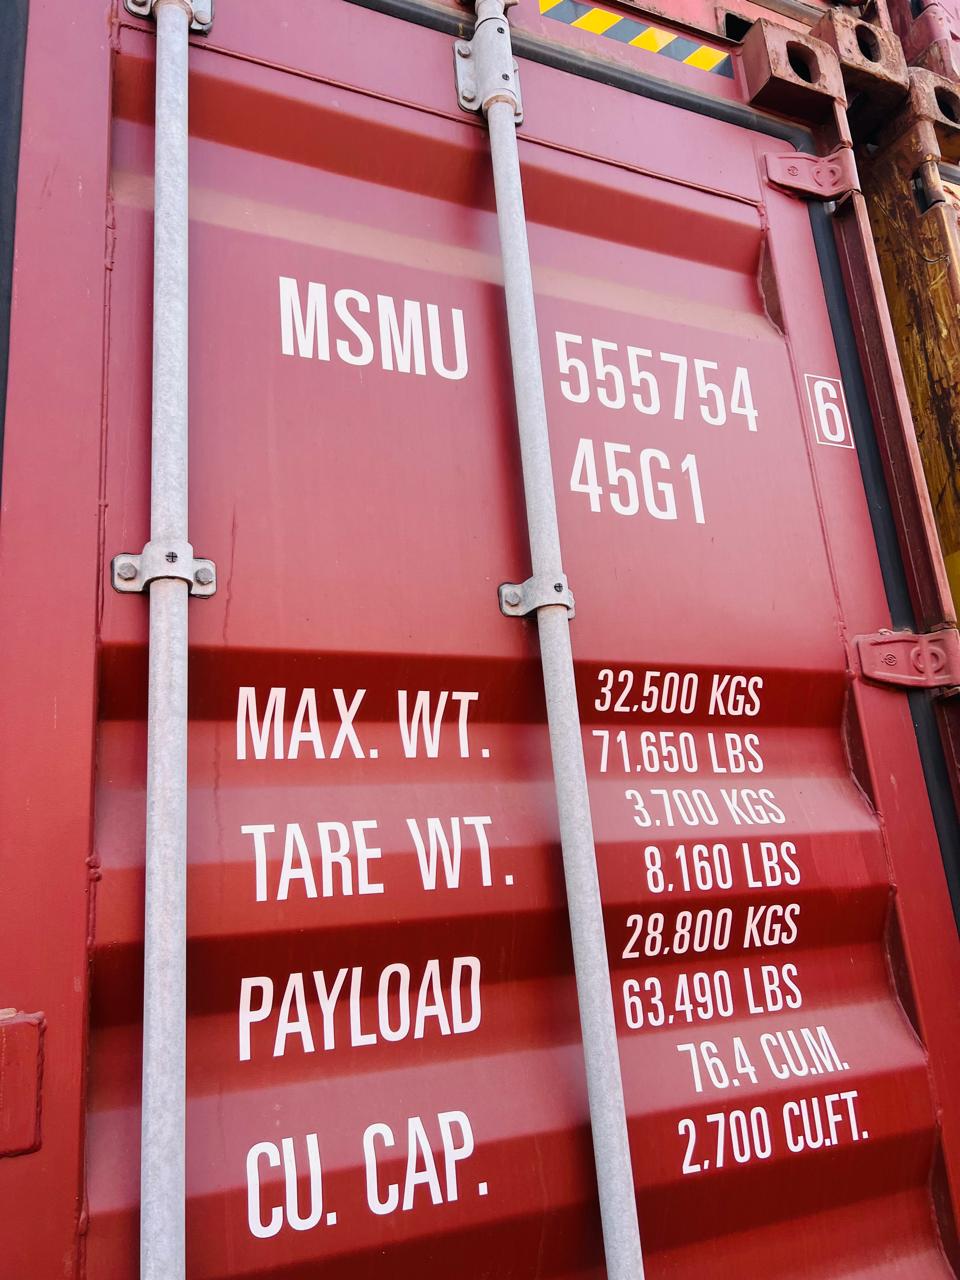 MSMU 555754 6
45G1
MAX. WT. 32.500 KGS
71.650 LBS
TARE WT. 3.700 KGS
8.160 LBS
PAYLOAD 28.800 KGS
63.490 LBS
CU. CAP. 76.4 CU.M.
2.700 CU.FT.